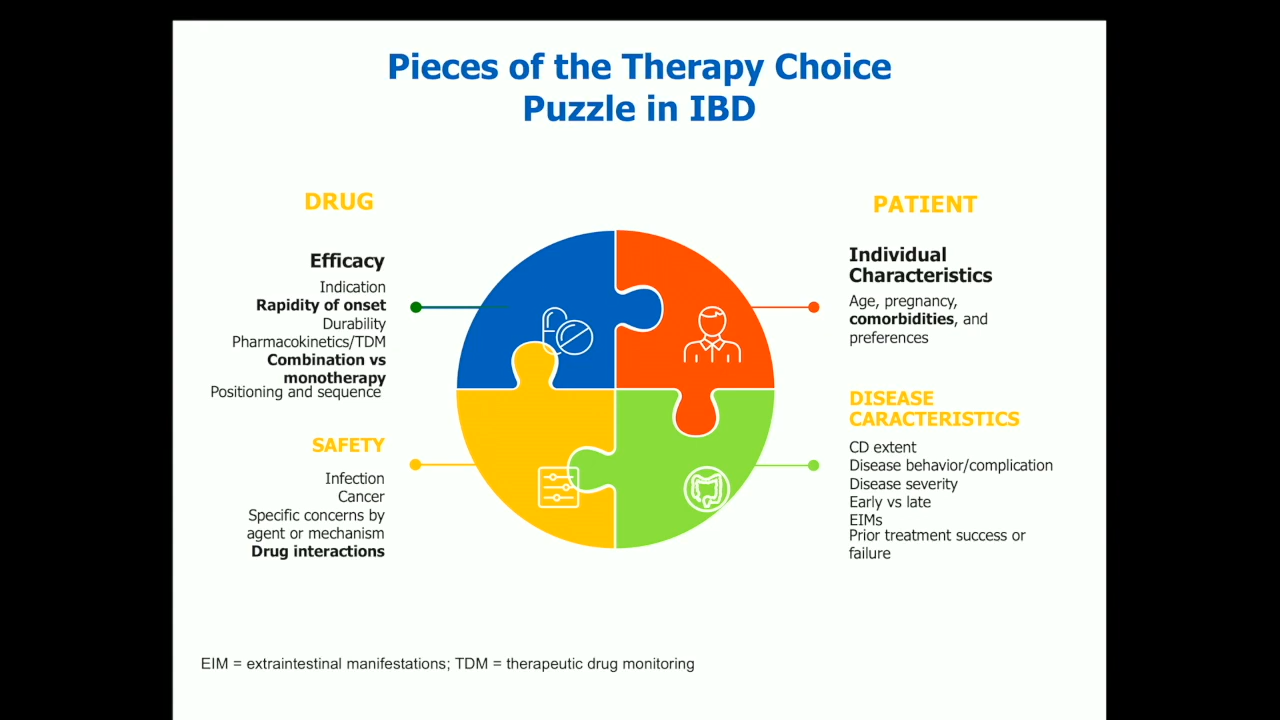 Pieces of the Therapy Choice
Puzzle in IBD
DRUG
Efficacy
Indication
Rapidity of onset
Durability
Pharmacokinetics/TDM
Combination vs
monotherapy
Positioning and sequence
SAFETY
Infection
Cancer
Specific concerns by
agent or mechanism
Drug interactions
PATIENT
Individual
Characteristics
Age, pregnancy,
comorbidities, and
preferences
DISEASE
CARACTERISTICS
CD extent
Disease behavior/complication
Disease severity
Early vs late
EIMs
Prior treatment success or
failure
EIM = extraintestinal manifestations; TDM = therapeutic drug monitoring